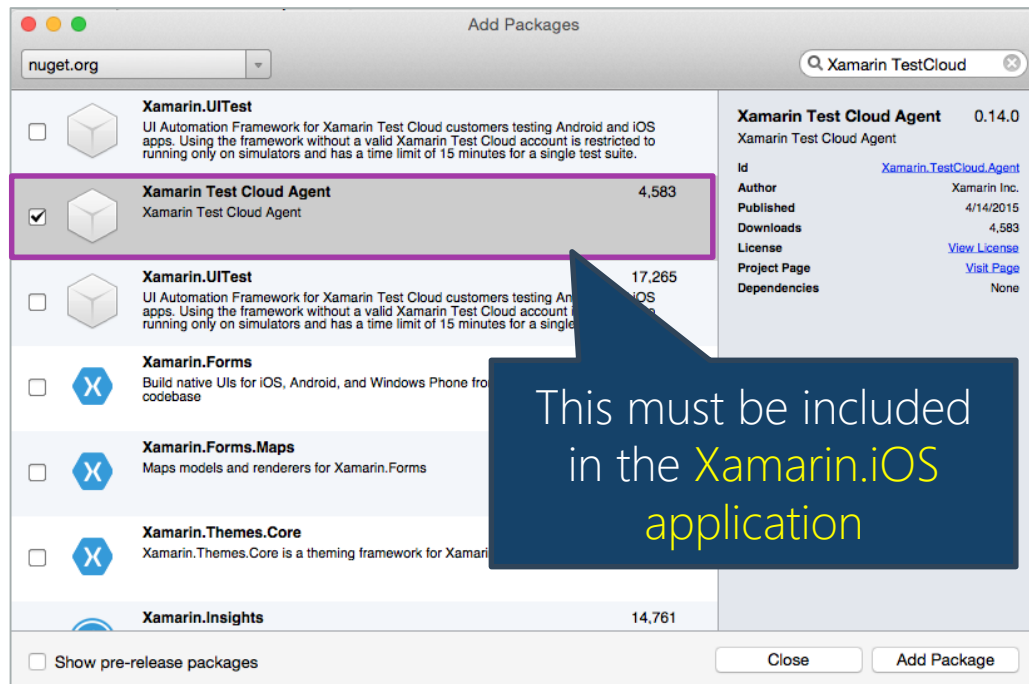 Add Packages
nuget.org
Xamarin TestCloud
Xamarin.UITest
UI Automation Framework for Xamarin Test Cloud customers testing Android and iOS
apps. Using the framework without a valid Xamarin Test Cloud account is restricted to
running only on simulators and has a time limit of 15 minutes for a single test suite.
Xamarin Test Cloud Agent 4,583
Xamarin Test Cloud Agent
Xamarin.UITest 17,265
UI Automation Framework for Xamarin Test Cloud customers testing An iOS
apps. Using the framework without a valid Xamarin Test Cloud account
running only on simulators and has a time limit of 15 minutes for a single
Xamarin.Forms
Build native UIs for iOS, Android, and Windows Phone
codebase
Xamarin.Forms.Maps
Maps models and renderers for Xamarin.Forms
Xamarin.Themes.Core
Xamarin.Themes.Core is a theming framework for
Xamarin.Insights 14,761
Xamarin Test Cloud Agent 0.14.0
Xamarin Test Cloud Agent
Id Xamarin.TestCloud.Agent
Author Xamarin Inc.
Published 4/14/2015
Downloads 4,583
License View License
Project Page Visit Page
Dependencies None
This must be included
in the Xamarin.iOS
application
Show pre-release packages
Close
Add Package